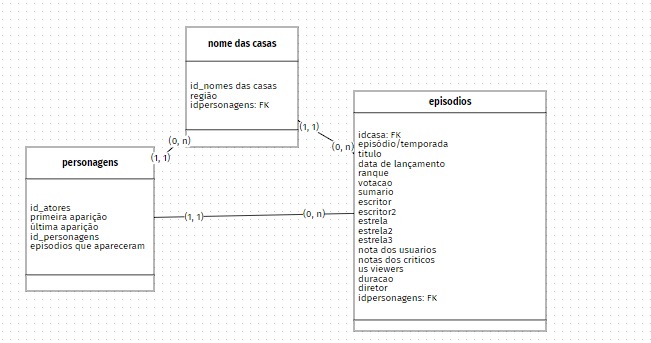 nome das casas
id_nomes das casas
região
idpersonagens: FK
(1, 1)
(0, n)
(0, n)
(1, 1)
personagens
id_atores
primeira aparição
última aparição
id_personagens
episodios que apareceram
(1, 1)
(0, n)
episodios
idcasa: FK
episódio/temporada
titulo
data de lançamento
ranque
votacao
sumario
escritor
escritor2
estrela
estrela2
estrela3
nota dos usuarios
notas dos criticos
us viewers
duracao
diretor
idpersonagens: FK